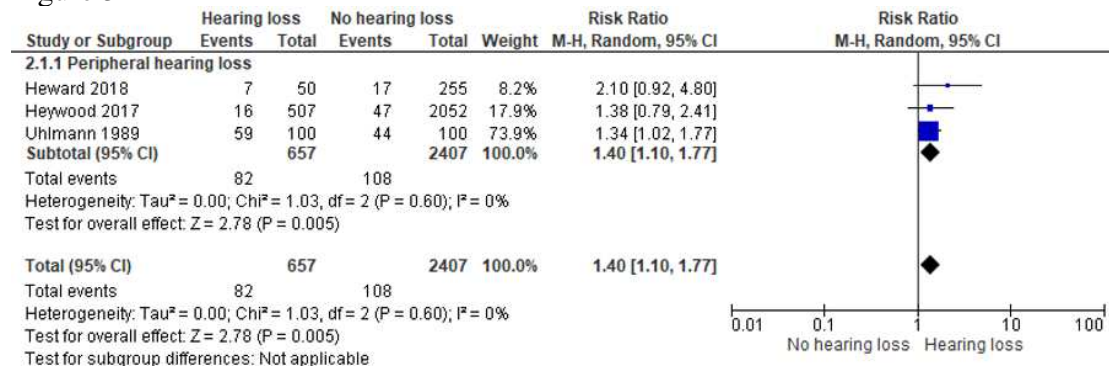 Hearing loss No hearing loss Risk Ratio Risk Ratio
Study or Subgroup Events Total Events Total Weight M-H, Random, 95% CI M-H, Random, 95% CI
2.1.1 Peripheral hearing loss
Heward 2018 7 50 17 255 8.2% 2.10 [0.92, 4.80]
Heywood 2017 16 507 47 2052 17.9% 1.38 [0.79, 2.41]
Uhlmann 1989 59 100 44 100 73.9% 1.34 [1.02, 1.77]
Subtotal (95% CI) 657 2407 100.0% 1.40 [1.10, 1.77]
Total events 82 108
Heterogeneity: Tau² = 0.00; Chi² = 1.03, df = 2 (P = 0.60); I² = 0%
Test for overall effect: Z = 2.78 (P = 0.005)
Total (95% CI) 657 2407 100.0% 1.40 [1.10, 1.77]
Total events 82 108
Heterogeneity: Tau² = 0.00; Chi² = 1.03, df = 2 (P = 0.60); I² = 0%
Test for overall effect: Z = 2.78 (P = 0.005)
Test for subgroup differences: Not applicable
0.01 0.1 1 10 100
No hearing loss Hearing loss